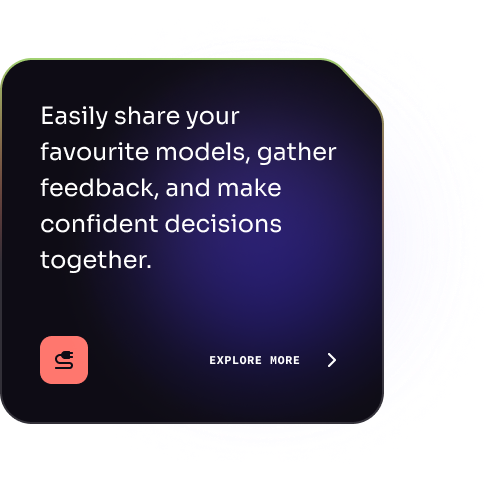 Easily share your
favourite models, gather
feedback, and make
confident decisions
together.
EXPLORE MORE